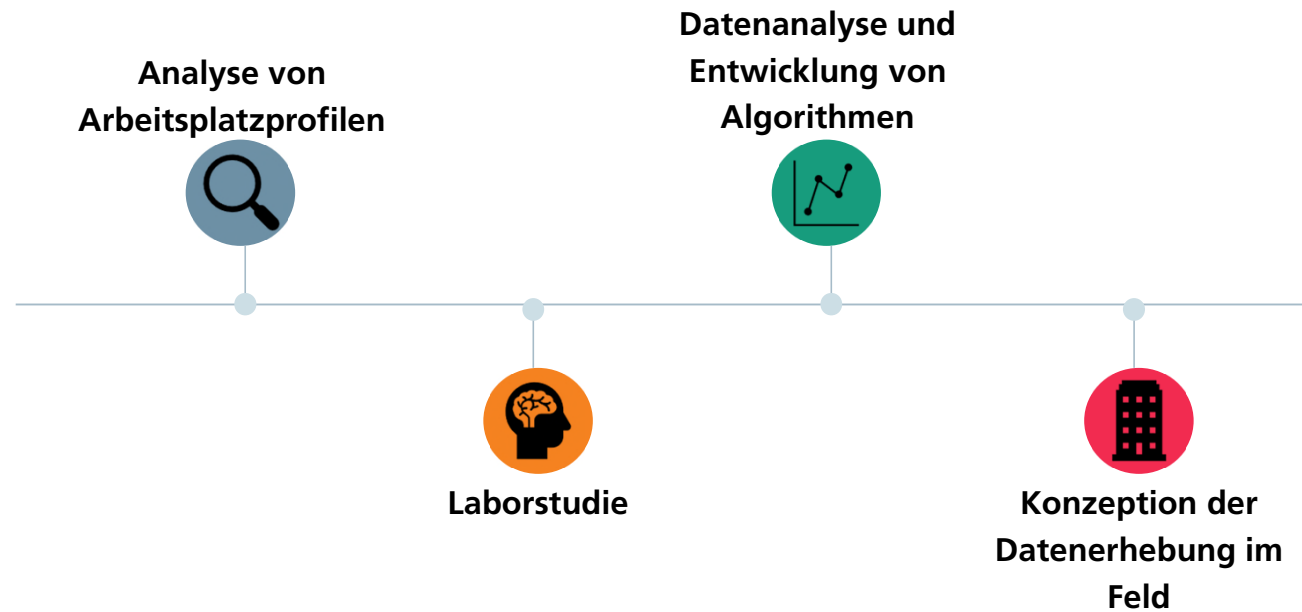 Analyse von
Arbeitsplatzprofilen
Laborstudie
Datenanalyse und
Entwicklung von
Algorithmen
Konzeption der
Datenerhebung im
Feld